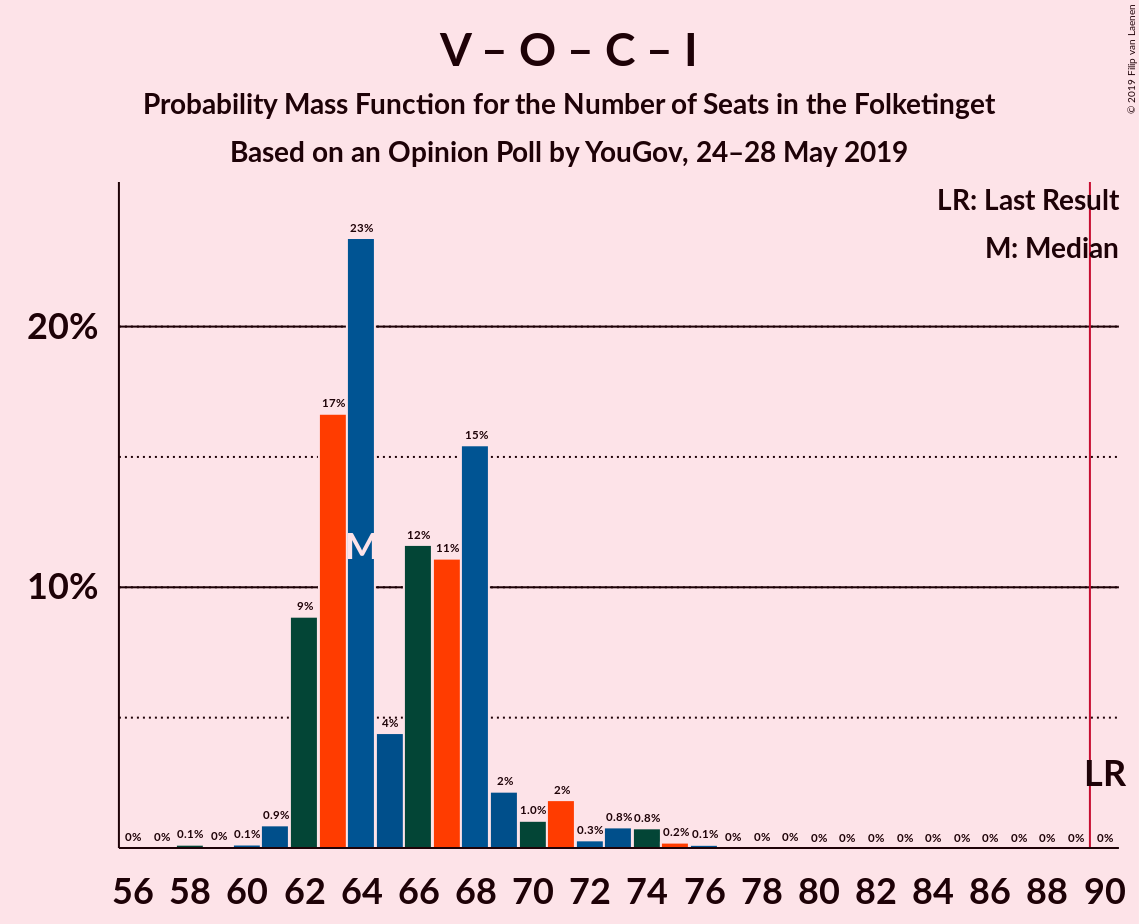 V – O – C – I
Probability Mass Function for the Number of Seats in the Folketinget
Based on an Opinion Poll by YouGov, 24–28 May 2019
© 2019 Filip van Laenen
LR: Last Result
M: Median
20%
10%
0% 0% 0.1% 0% 0.1% 0.9% 9% 17% 23% 4% 12% 11% 15% 2% 1.0% 2% 0.3% 0.8% 0.8% 0.2% 0.1% 0% 0% 0% 0% 0% 0% 0% 0% 0% 0% 0% 0% 0% 0%
M
LR
56 58 60 62 64 66 68 70 72 74 76 78 80 82 84 86 88 90